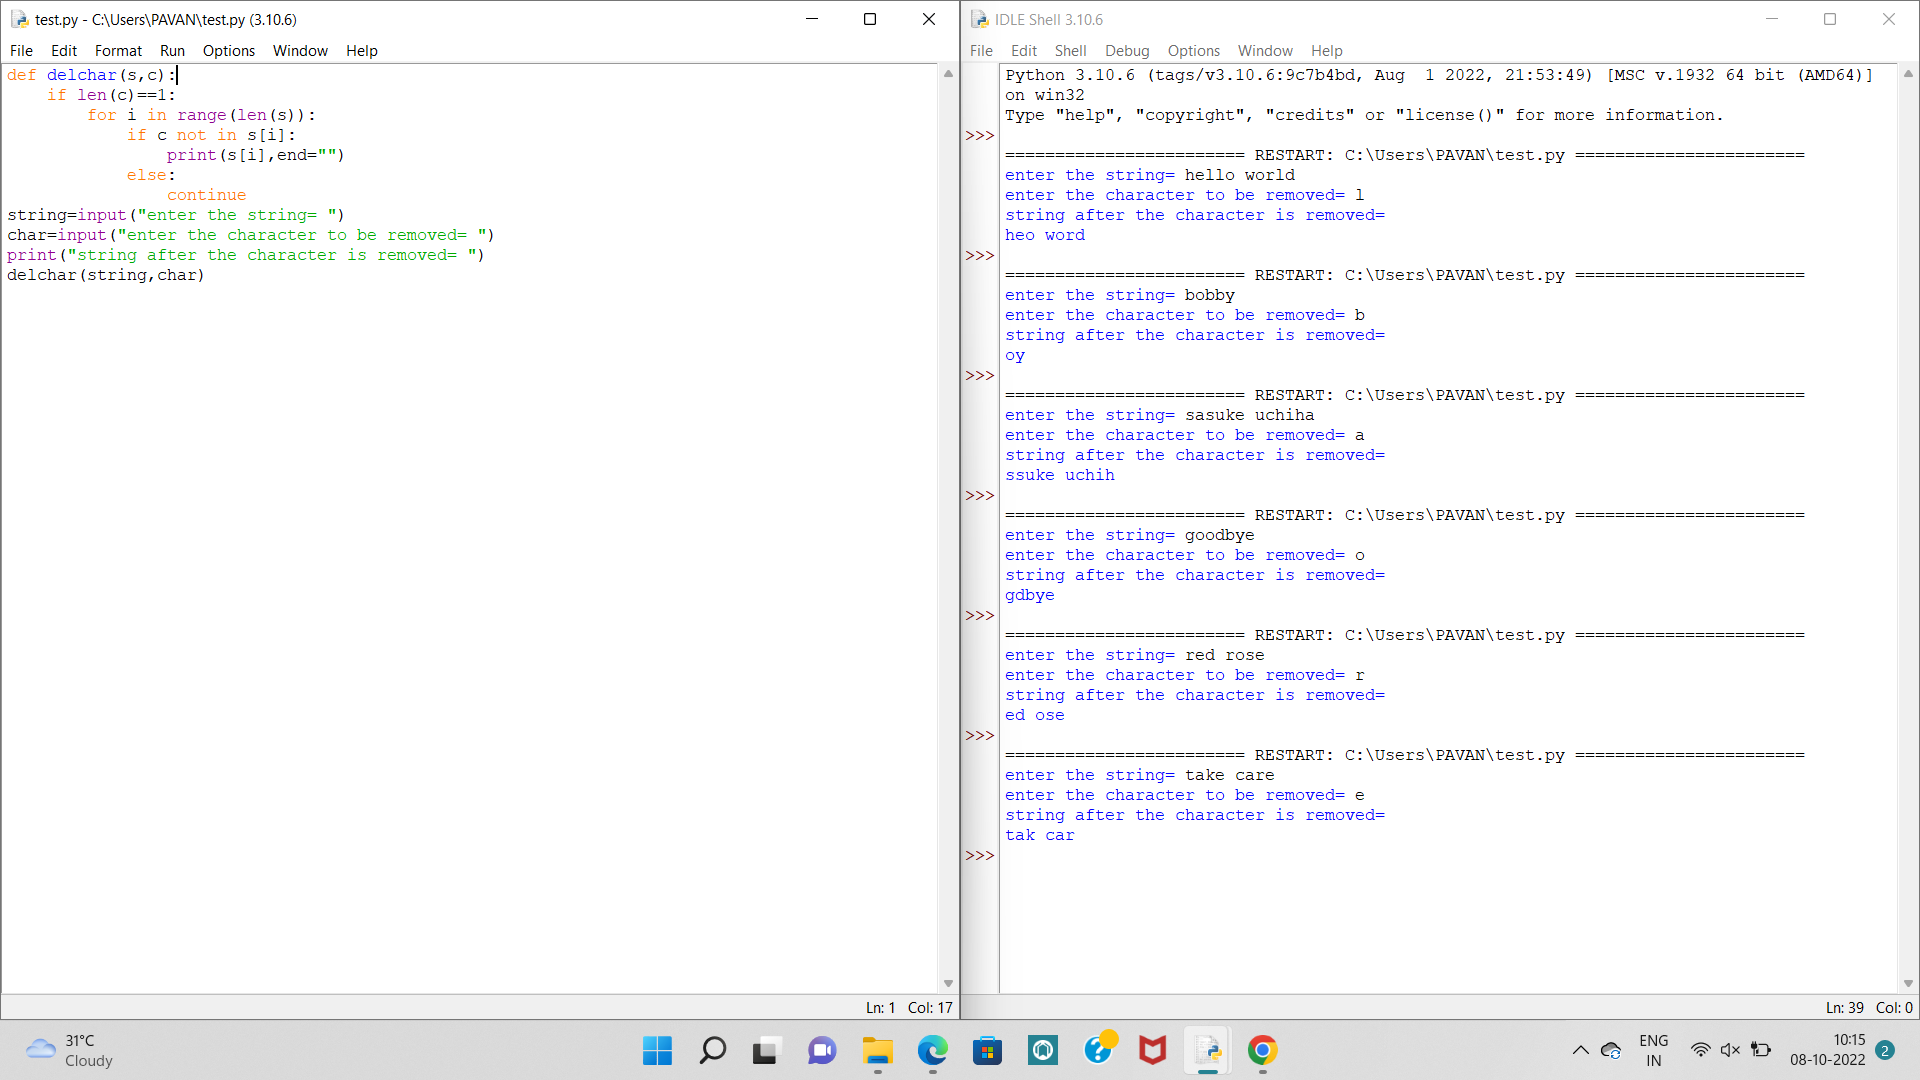 test.py - C:\Users\PAVAN\test.py (3.10.6)
File Edit Format Run Options Window Help
def delchar(s,c):
    if len(c)==1:
        for i in range(len(s)):
            if c not in s[i]:
                print(s[i],end="")
            else:
                continue
string=input("enter the string= ")
char=input("enter the character to be removed= ")
print("string after the character is removed= ")
delchar(string,char)
Ln: 1 Col: 17
IDLE Shell 3.10.6
File Edit Shell Debug Options Window Help
Python 3.10.6 (tags/v3.10.6:9c7b4bd, Aug  1 2022, 21:53:49) [MSC v.1932 64 bit (AMD64)]
on win32
Type "help", "copyright", "credits" or "license()" for more information.
>>>
======================== RESTART: C:\Users\PAVAN\test.py =======================
enter the string= hello world
enter the character to be removed= l
string after the character is removed=
heo word
>>>
======================== RESTART: C:\Users\PAVAN\test.py =======================
enter the string= bobby
enter the character to be removed= b
string after the character is removed=
oy
>>>
======================== RESTART: C:\Users\PAVAN\test.py =======================
enter the string= sasuke uchiha
enter the character to be removed= a
string after the character is removed=
ssuke uchih
>>>
======================== RESTART: C:\Users\PAVAN\test.py =======================
enter the string= goodbye
enter the character to be removed= o
string after the character is removed=
gdbye
>>>
======================== RESTART: C:\Users\PAVAN\test.py =======================
enter the string= red rose
enter the character to be removed= r
string after the character is removed=
ed ose
>>>
======================== RESTART: C:\Users\PAVAN\test.py =======================
enter the string= take care
enter the character to be removed= e
string after the character is removed=
tak car
>>>
Ln: 39 Col: 0
31°C
Cloudy
ENG
IN
10:15
08-10-2022
2